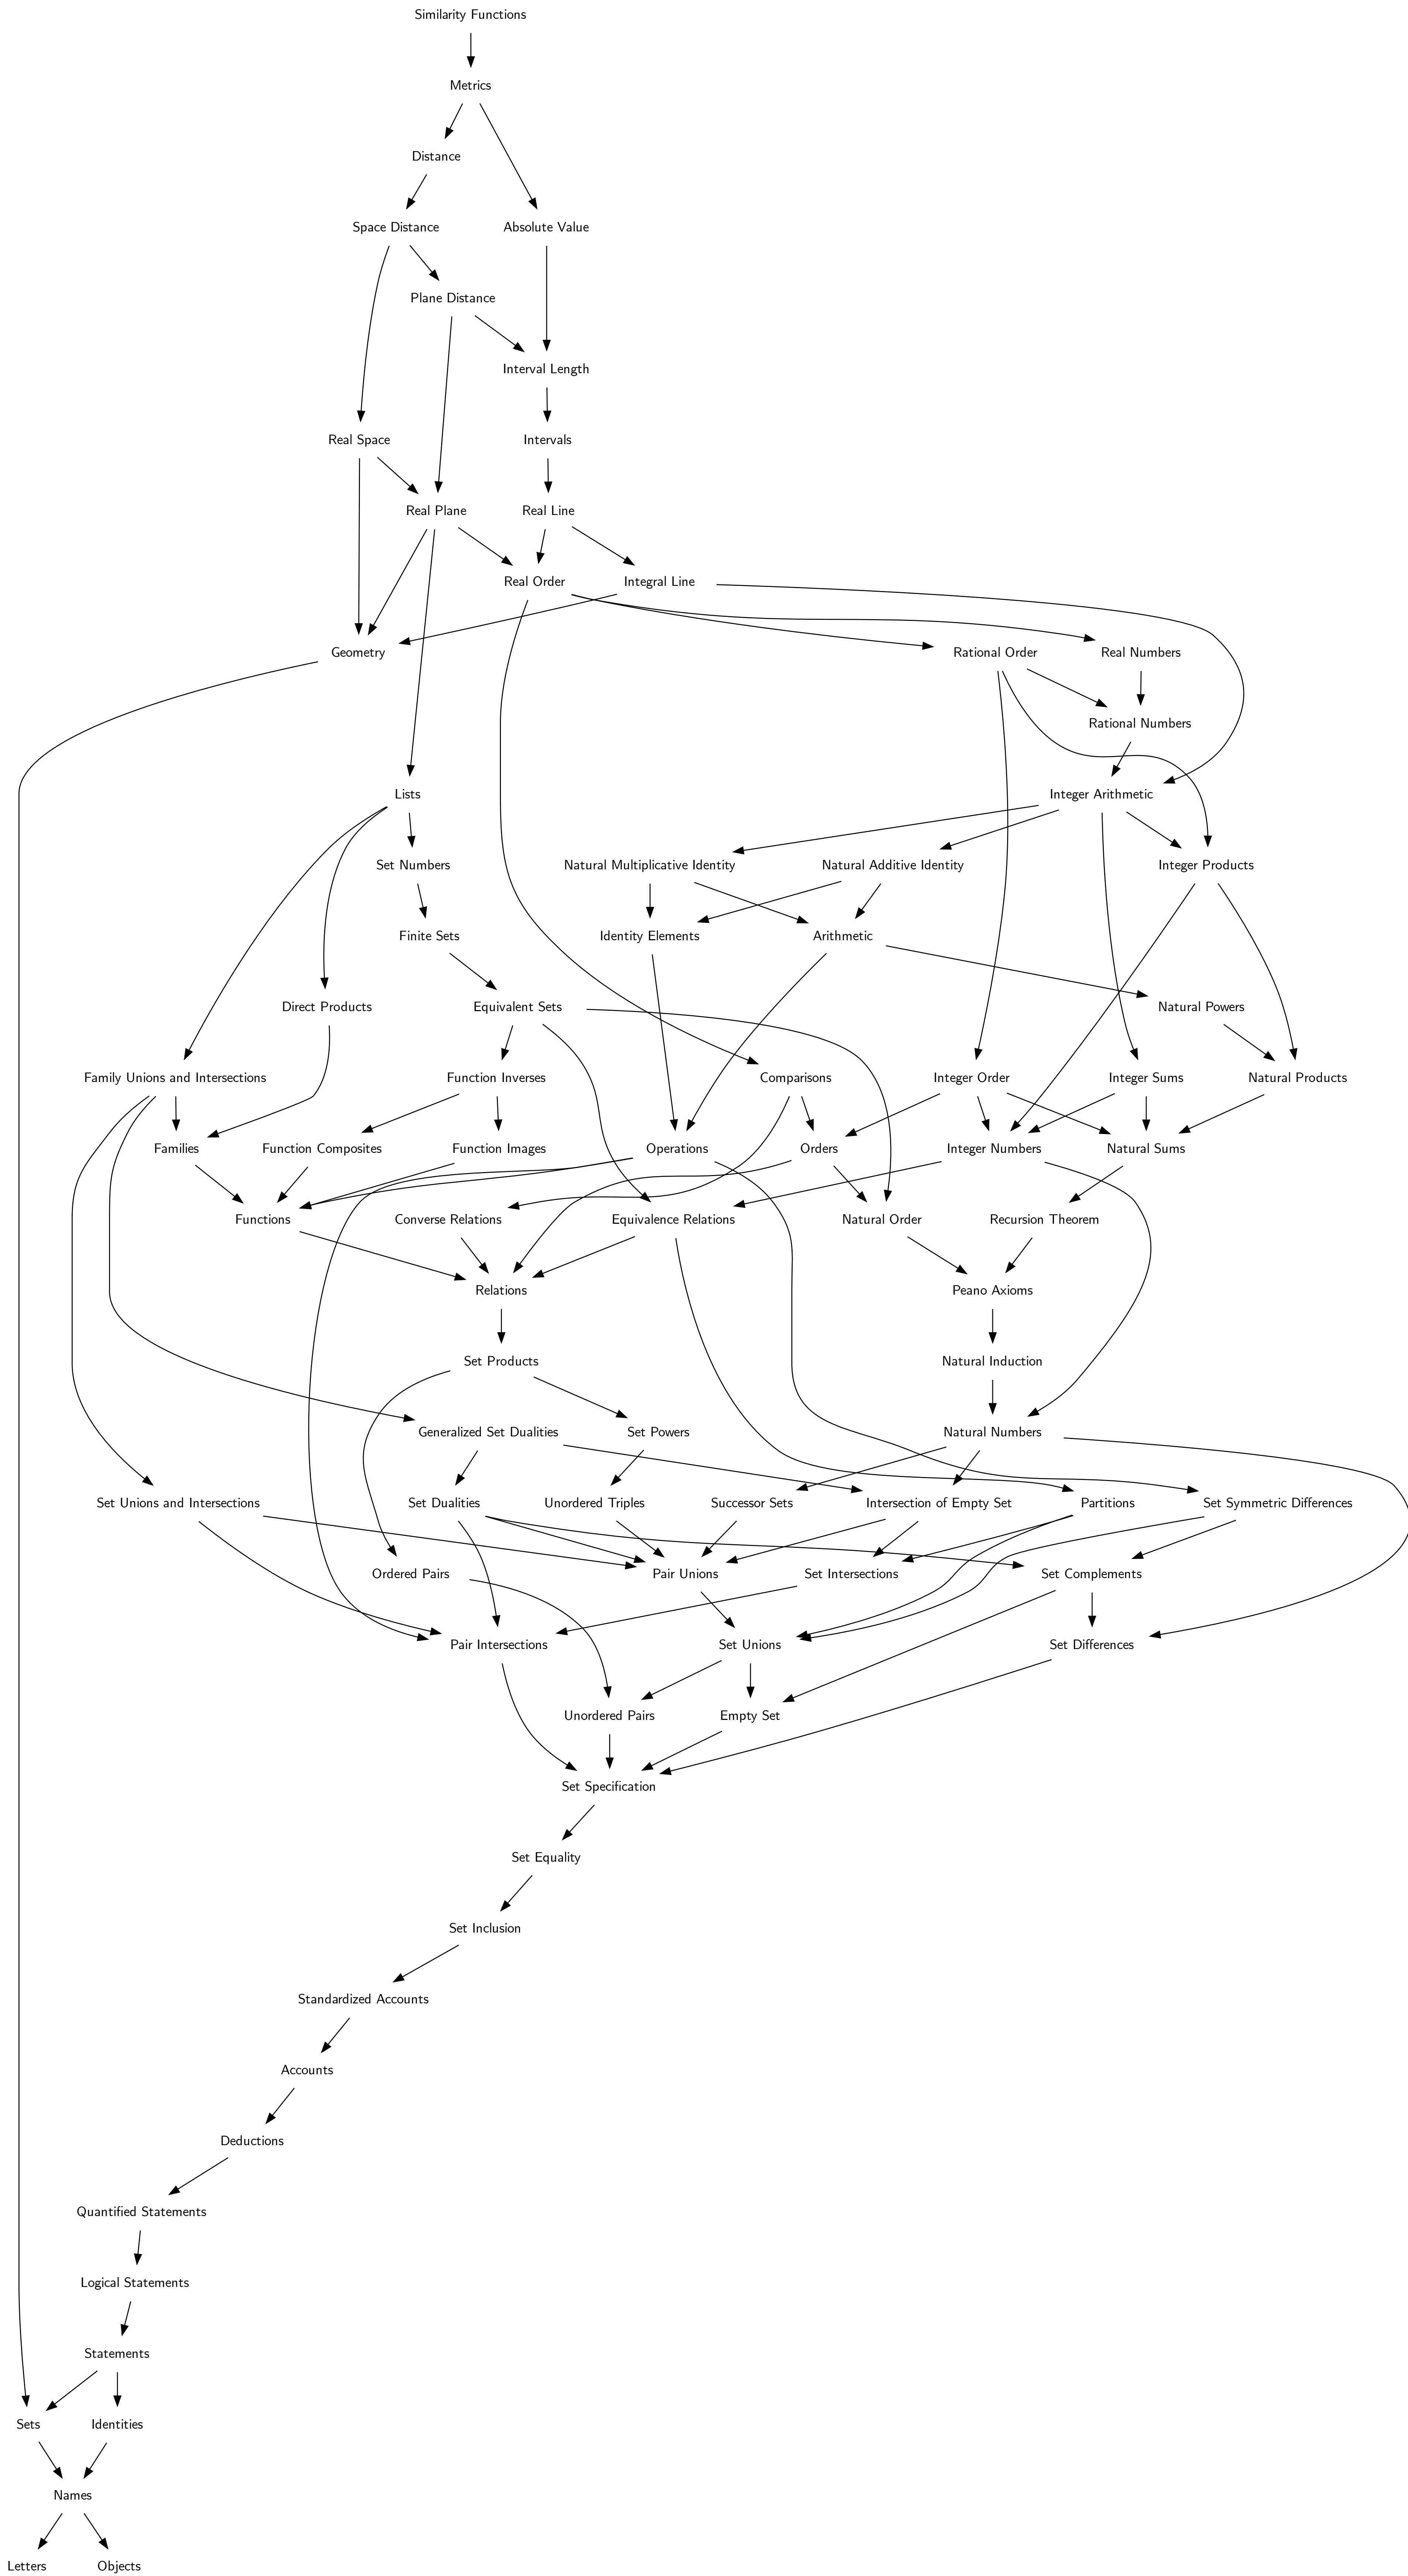 Similarity Functions
Metrics
Distance
Space Distance
Absolute Value
Plane Distance
Interval Length
Real Space
Intervals
Real Plane
Real Line
Real Order
Integral Line
Geometry
Rational Order
Real Numbers
Rational Numbers
Lists
Integer Arithmetic
Set Numbers
Natural Multiplicative Identity
Natural Additive Identity
Integer Products
Finite Sets
Identity Elements
Arithmetic
Direct Products
Equivalent Sets
Natural Powers
Family Unions and Intersections
Function Inverses
Comparisons
Integer Order
Integer Sums
Natural Products
Families
Function Composites
Function Images
Operations
Orders
Integer Numbers
Natural Sums
Functions
Converse Relations
Equivalence Relations
Natural Order
Recursion Theorem
Relations
Peano Axioms
Set Products
Natural Induction
Generalized Set Dualities
Set Powers
Natural Numbers
Set Unions and Intersections
Set Dualities
Unordered Triples
Successor Sets
Intersection of Empty Set
Partitions
Set Symmetric Differences
Ordered Pairs
Pair Unions
Set Intersections
Set Complements
Pair Intersections
Set Unions
Set Differences
Unordered Pairs
Empty Set
Set Specification
Set Equality
Set Inclusion
Standardized Accounts
Accounts
Deductions
Quantified Statements
Logical Statements
Statements
Sets
Identities
Names
Letters
Objects